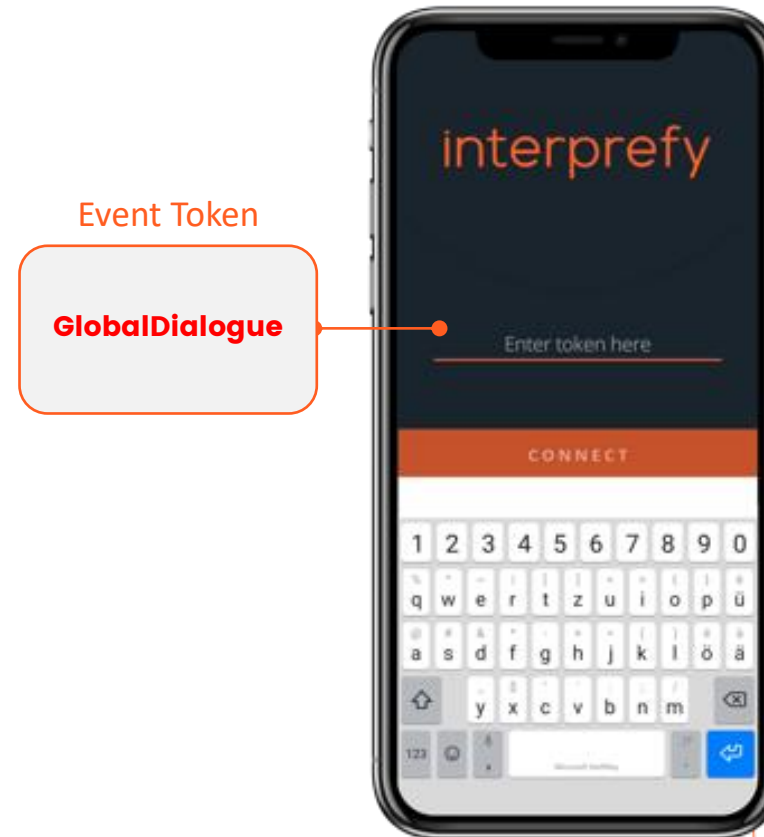 interprefy
Event Token
GlobalDialogue
Enter token here
CONNECT
1 2 3 4 5 6 7 8 9 0
q w e r t z u i o p ü
a s d f g h j k l ö ä
y x c v b n m
123